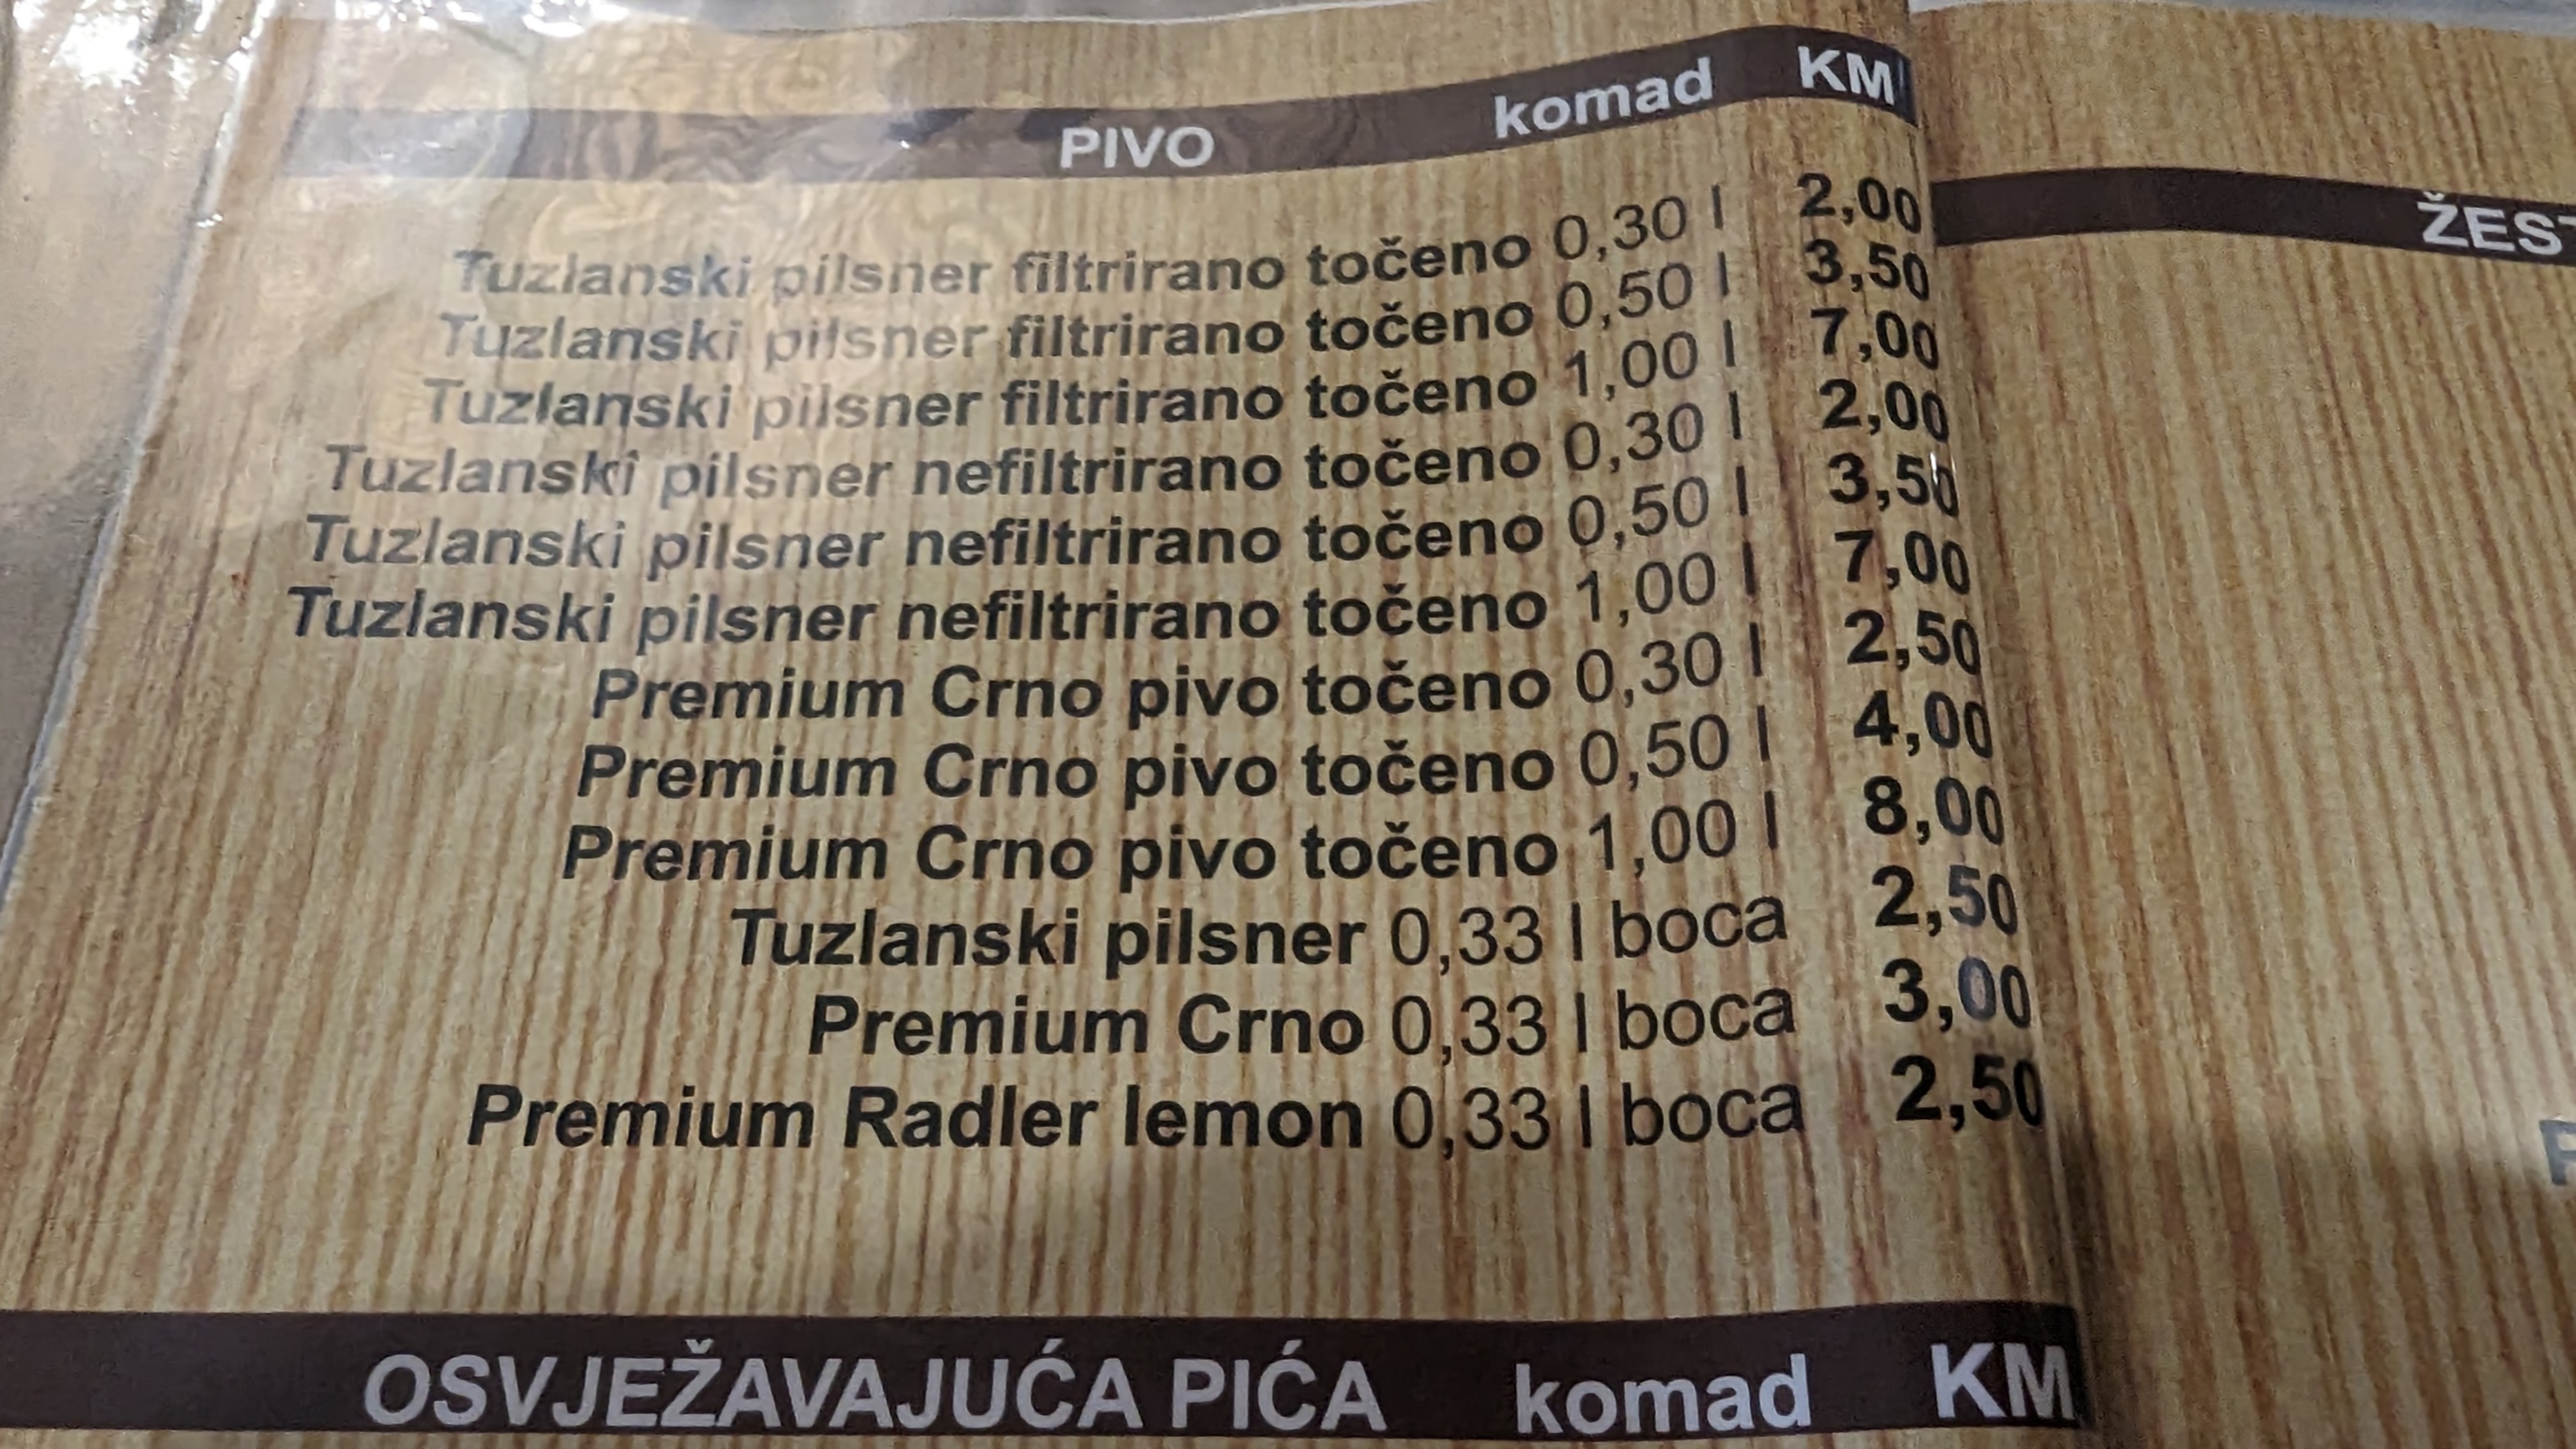 PIVO komad KM
Tuzlanski pilsner filtrirano točeno 0,30 l 2,00
Tuzlanski pilsner filtrirano točeno 0,50 l 3,50
Tuzlanski pilsner filtrirano točeno 1,00 l 7,00
Tuzlanski pilsner nefiltrirano točeno 0,30 l 2,00
Tuzlanski pilsner nefiltrirano točeno 0,50 l 3,50
Tuzlanski pilsner nefiltrirano točeno 1,00 l 7,00
Premium Crno pivo točeno 0,30 l 2,50
Premium Crno pivo točeno 0,50 l 4,00
Premium Crno pivo točeno 1,00 l 8,00
Tuzlanski pilsner 0,33 l boca 2,50
Premium Crno 0,33 l boca 3,00
Premium Radler lemon 0,33 l boca 2,50
OSVJEŽAVAJUĆA PIĆA komad KM